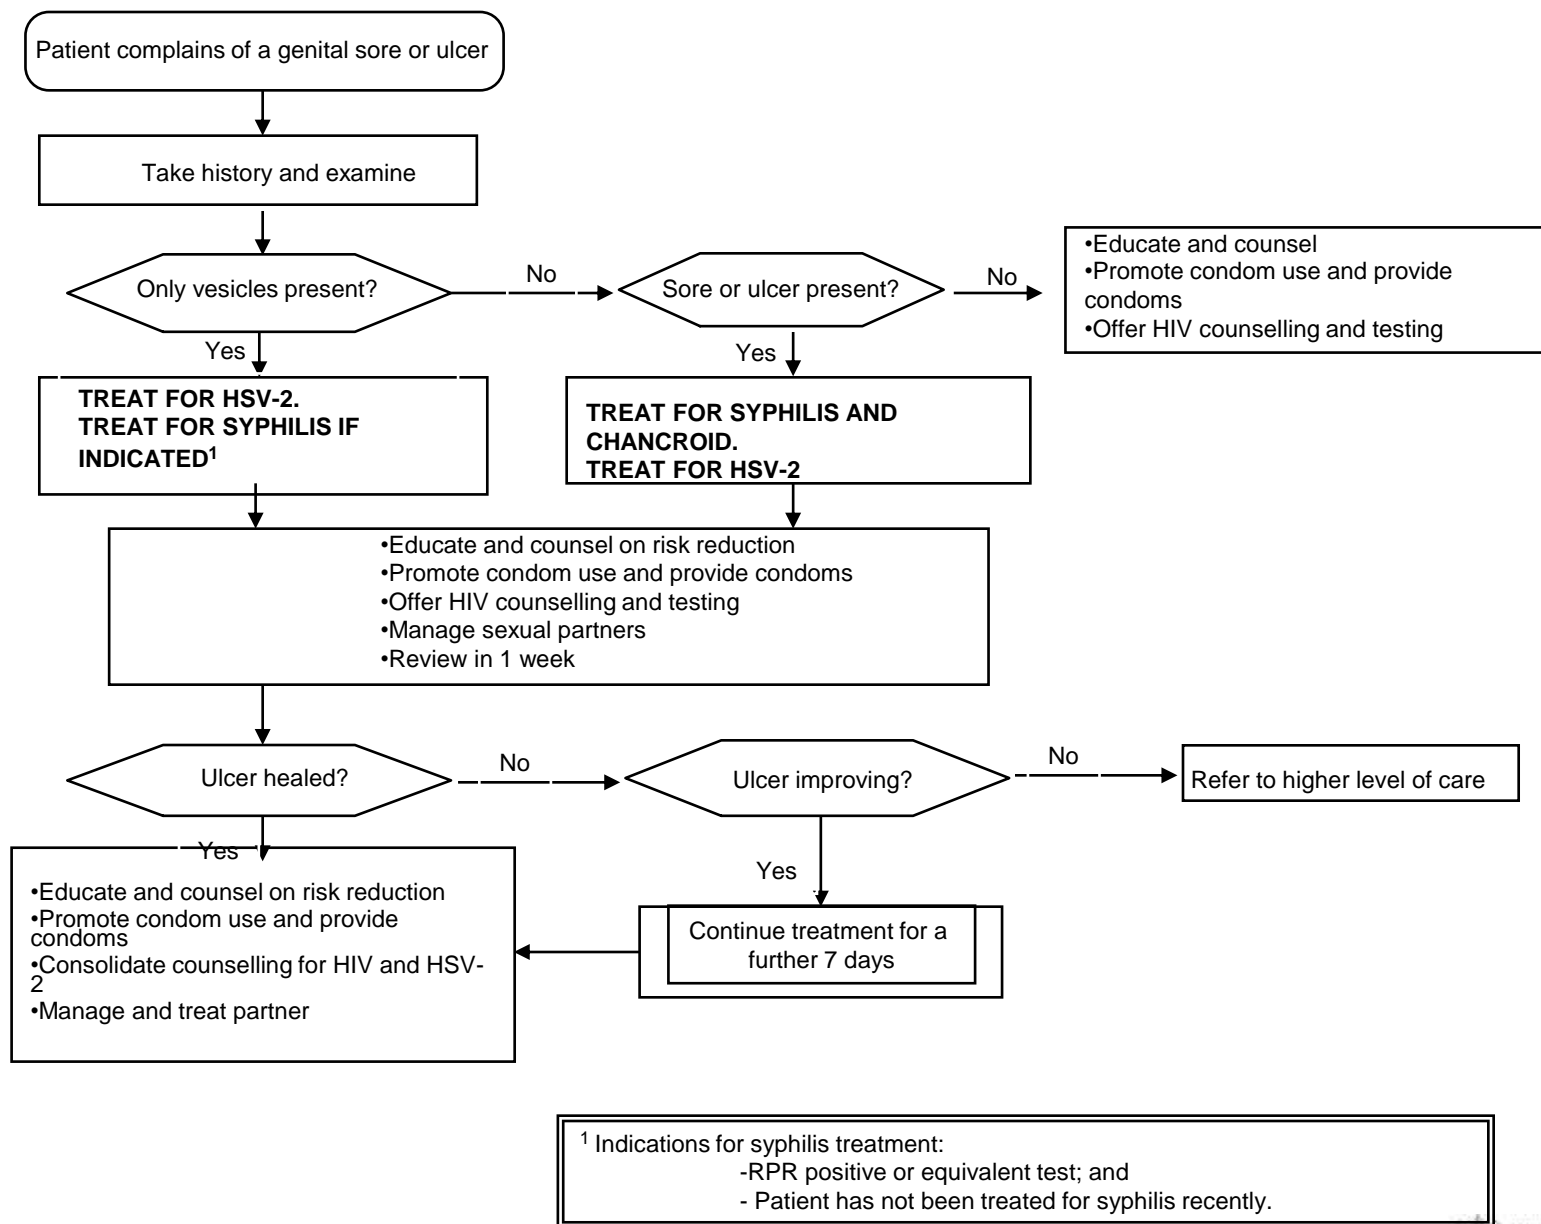 Patient complains of a genital sore or ulcer
Take history and examine
Only vesicles present?
No
Sore or ulcer present?
No
•Educate and counsel
•Promote condom use and provide
condoms
•Offer HIV counselling and testing
Yes
Yes
TREAT FOR HSV-2.
TREAT FOR SYPHILIS IF
INDICATED¹
TREAT FOR SYPHILIS AND
CHANCROID.
TREAT FOR HSV-2
•Educate and counsel on risk reduction
•Promote condom use and provide condoms
•Offer HIV counselling and testing
•Manage sexual partners
•Review in 1 week
Ulcer healed?
No
Ulcer improving?
No
Refer to higher level of care
Yes
Yes
•Educate and counsel on risk reduction
•Promote condom use and provide
condoms
•Consolidate counselling for HIV and HSV-
2
•Manage and treat partner
Continue treatment for a
further 7 days
¹ Indications for syphilis treatment:
-RPR positive or equivalent test; and
- Patient has not been treated for syphilis recently.